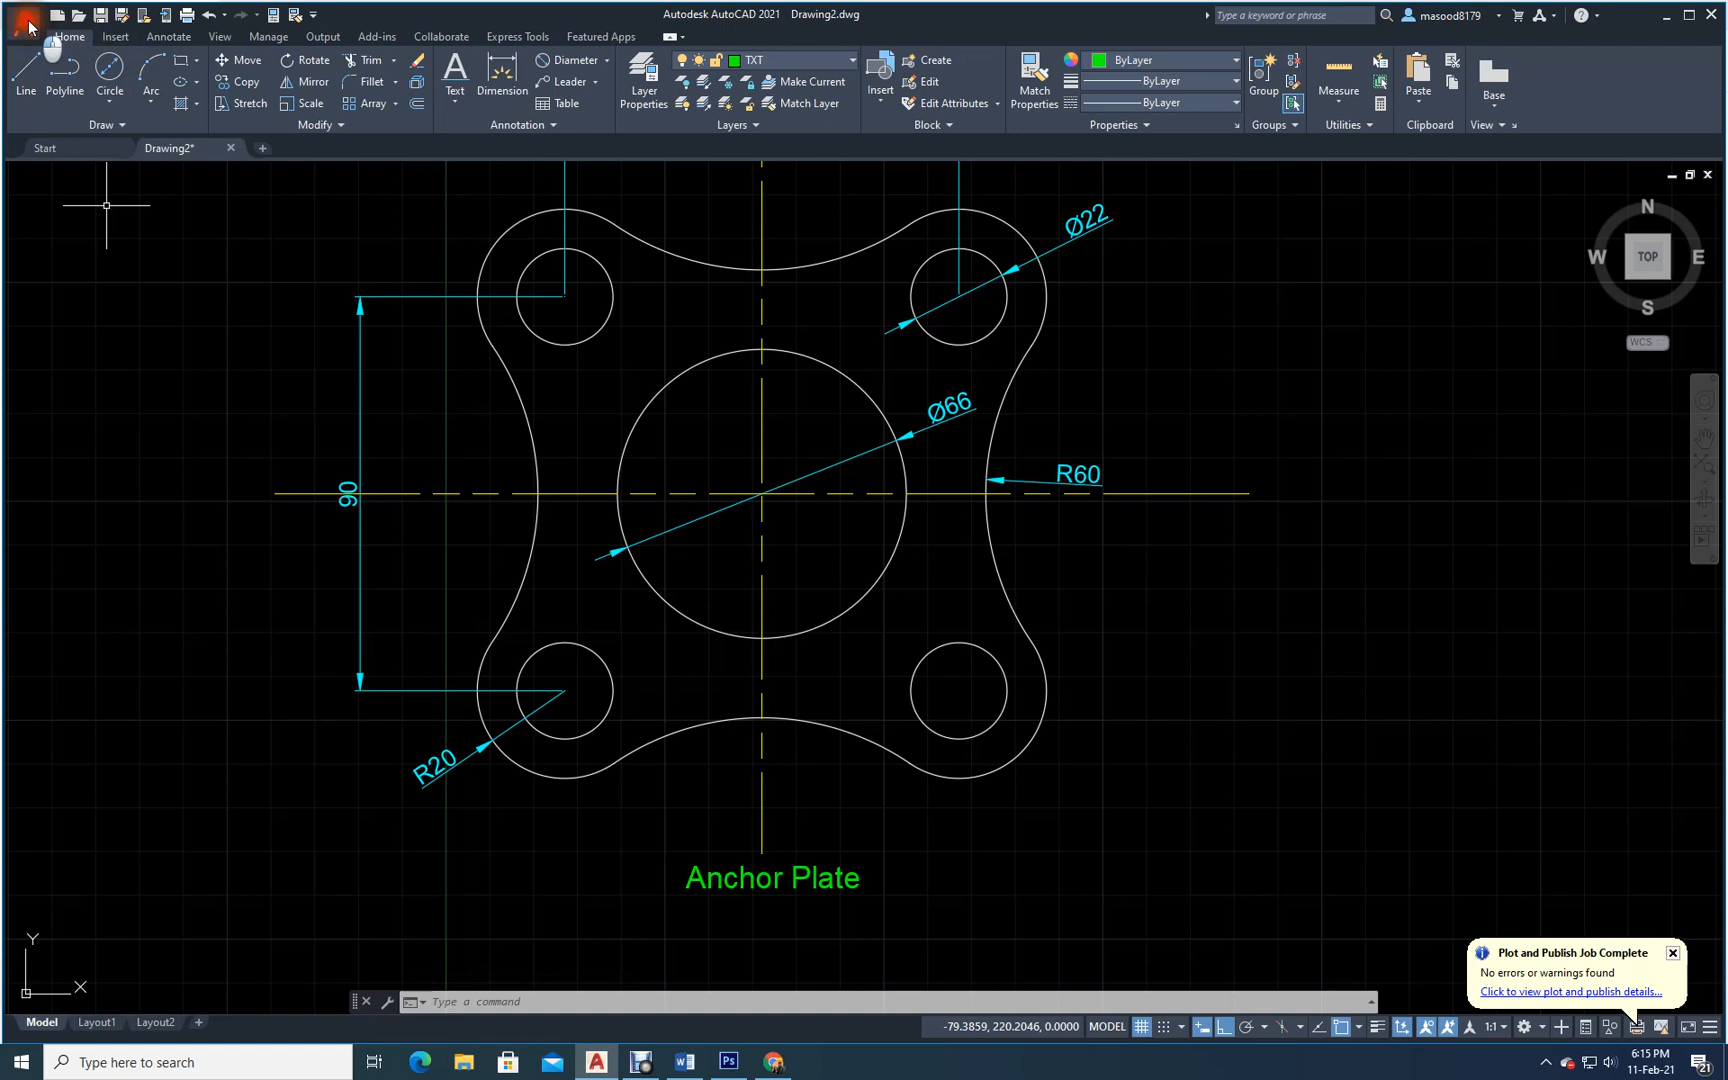 Autodesk AutoCAD 2021 Drawing2.dwg
Type a keyword or phrase
masood8179
Home Insert Annotate View Manage Output Add-ins Collaborate Express Tools Featured Apps
Line Polyline Circle Arc
Move Rotate Trim
Copy Mirror Fillet
Stretch Scale Array
Text Dimension
Diameter
Leader
Table
Layer Properties
TXT
Make Current
Match Layer
Insert
Create
Edit
Edit Attributes
Match Properties
ByLayer
ByLayer
ByLayer
Group
Measure
Paste
Base
Draw Modify Annotation Layers Block Properties Groups Utilities Clipboard View
Start Drawing2*
N
W TOP E
S
WCS
Ø22
Ø66
R60
90
R20
Anchor Plate
Y
X
Plot and Publish Job Complete
No errors or warnings found
Click to view plot and publish details...
Type a command
Model Layout1 Layout2
-79.3859, 220.2046, 0.0000 MODEL 1:1
Type here to search
6:15 PM
11-Feb-21
21